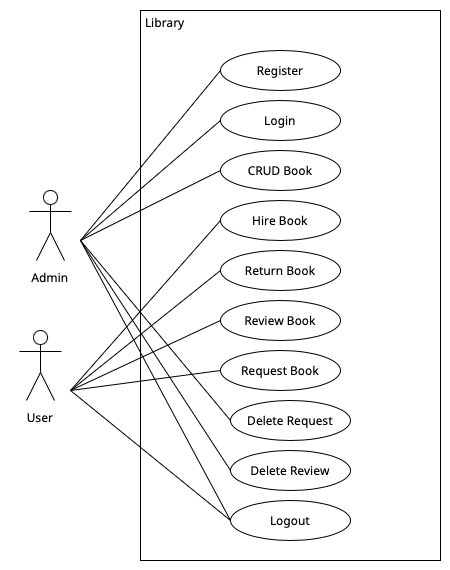 Library
Register
Login
CRUD Book
Hire Book
Return Book
Review Book
Request Book
Delete Request
Delete Review
Logout
Admin
User